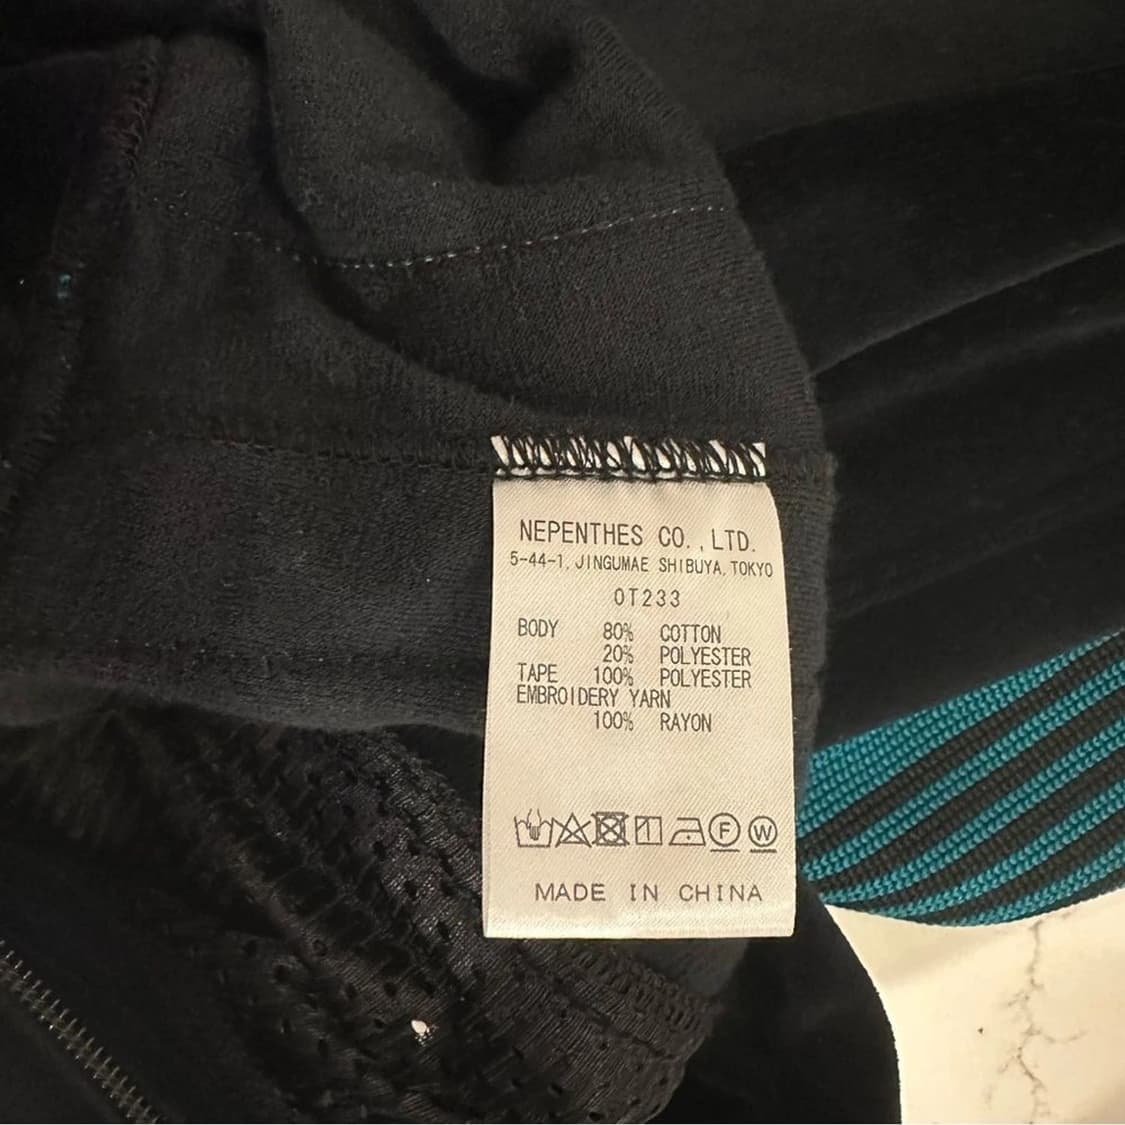 NEPENTHES CO.,LTD.
5-44-1, JINGUMAE SHIBUYA, TOKYO
OT233
BODY 80% COTTON
20% POLYESTER
TAPE 100% POLYESTER
EMBROIDERY YARN
100% RAYON
F W
MADE IN CHINA